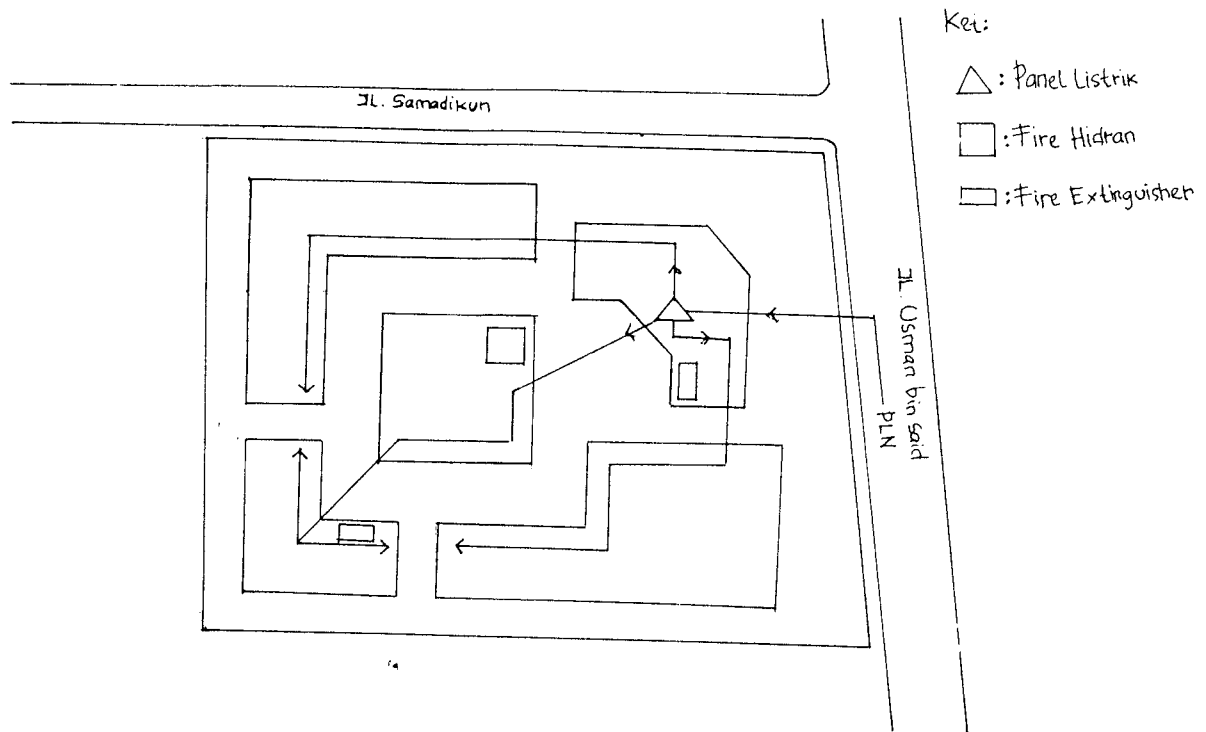 Ket:
JL. Samadikun
: Panel Listrik
: Fire Hidran
: Fire Extinguisher
JL. Usman bin said
PLN